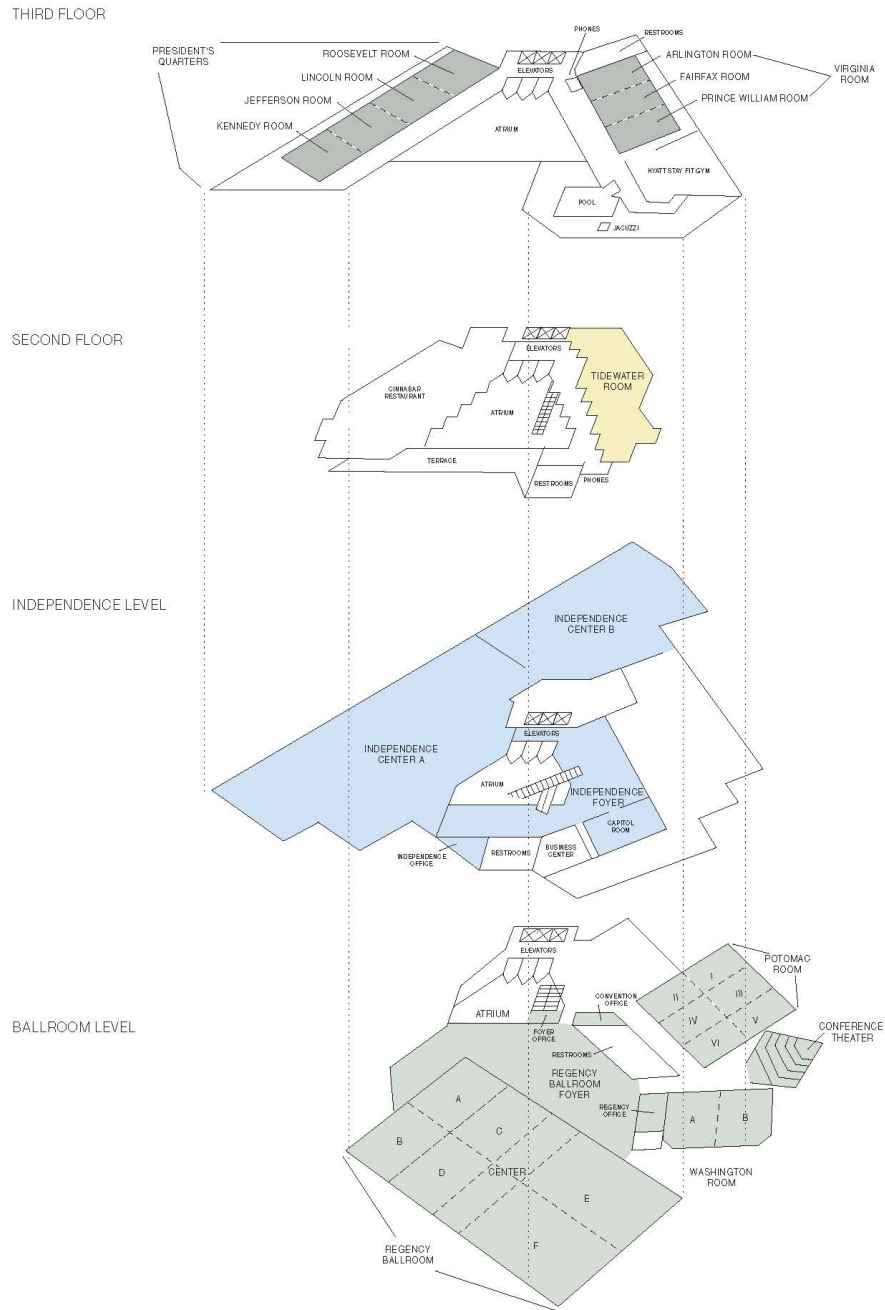 THIRD FLOOR
PHONES
RESTROOMS
PRESIDENT'S
QUARTERS
ROOSEVELT ROOM
LINCOLN ROOM
JEFFERSON ROOM
KENNEDY ROOM
ELEVATORS
ATRIUM
ARLINGTON ROOM
FAIRFAX ROOM
PRINCE WILLIAM ROOM
VIRGINIA
ROOM
HYATT STAY FIT GYM
POOL
JACUZZI
SECOND FLOOR
ELEVATORS
TIDEWATER
ROOM
CINNABAR
RESTAURANT
ATRIUM
TERRACE
RESTROOMS
PHONES
INDEPENDENCE LEVEL
INDEPENDENCE
CENTER B
ELEVATORS
INDEPENDENCE
CENTER A
ATRIUM
INDEPENDENCE
FOYER
CAPITOL
ROOM
INDEPENDENCE
OFFICE
RESTROOMS
BUSINESS
CENTER
BALLROOM LEVEL
ELEVATORS
ATRIUM
FOYER
OFFICE
CONVENTION
OFFICE
RESTROOMS
POTOMAC
ROOM
I
II
III
IV
V
VI
CONFERENCE
THEATER
REGENCY
BALLROOM
FOYER
REGENCY
OFFICE
A
B
WASHINGTON
ROOM
A
C
B
D
CENTER
E
F
REGENCY
BALLROOM